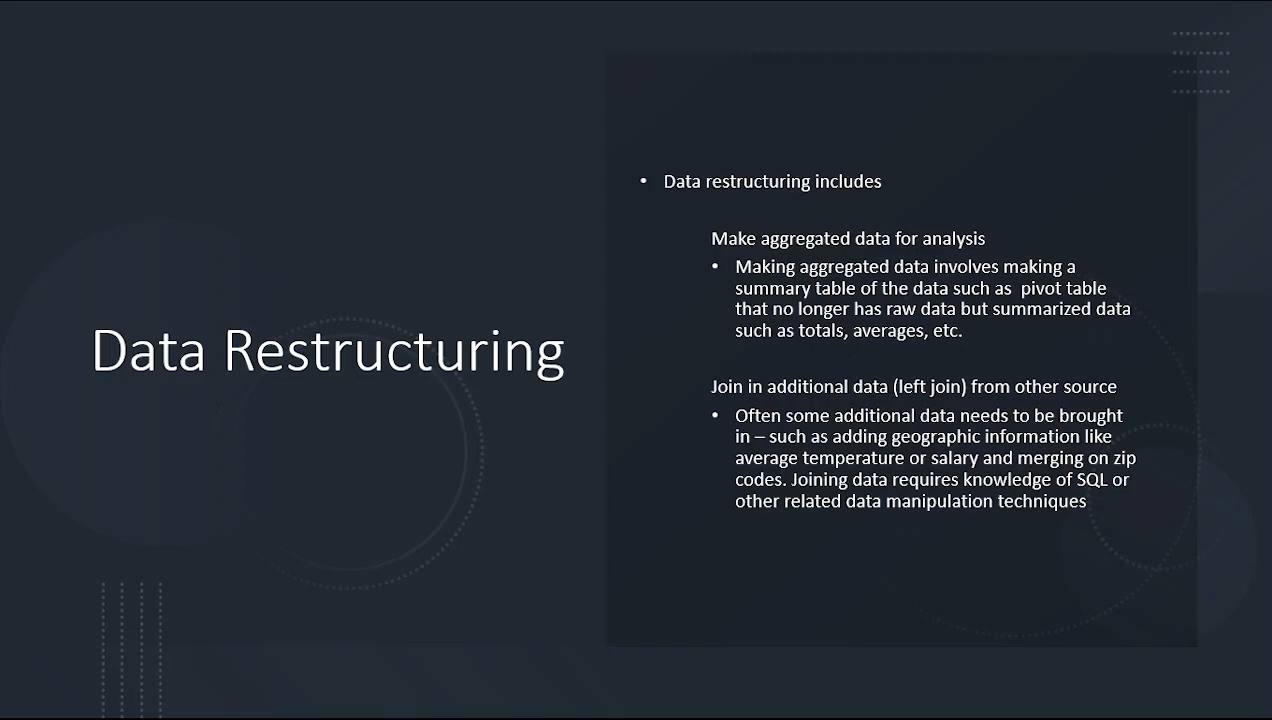 Data Restructuring
• Data restructuring includes
Make aggregated data for analysis
• Making aggregated data involves making a
summary table of the data such as  pivot table
that no longer has raw data but summarized data
such as totals, averages, etc.
Join in additional data (left join) from other source
• Often some additional data needs to be brought
in – such as adding geographic information like
average temperature or salary and merging on zip
codes. Joining data requires knowledge of SQL or
other related data manipulation techniques